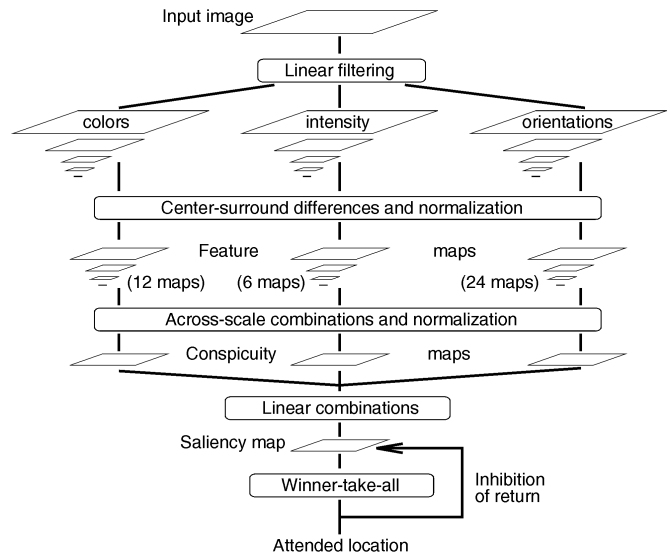 Input image
Linear filtering
colors intensity orientations
Center-surround differences and normalization
Feature maps
(12 maps) (6 maps) (24 maps)
Across-scale combinations and normalization
Conspicuity maps
Linear combinations
Saliency map
Winner-take-all
Inhibition
of return
Attended location